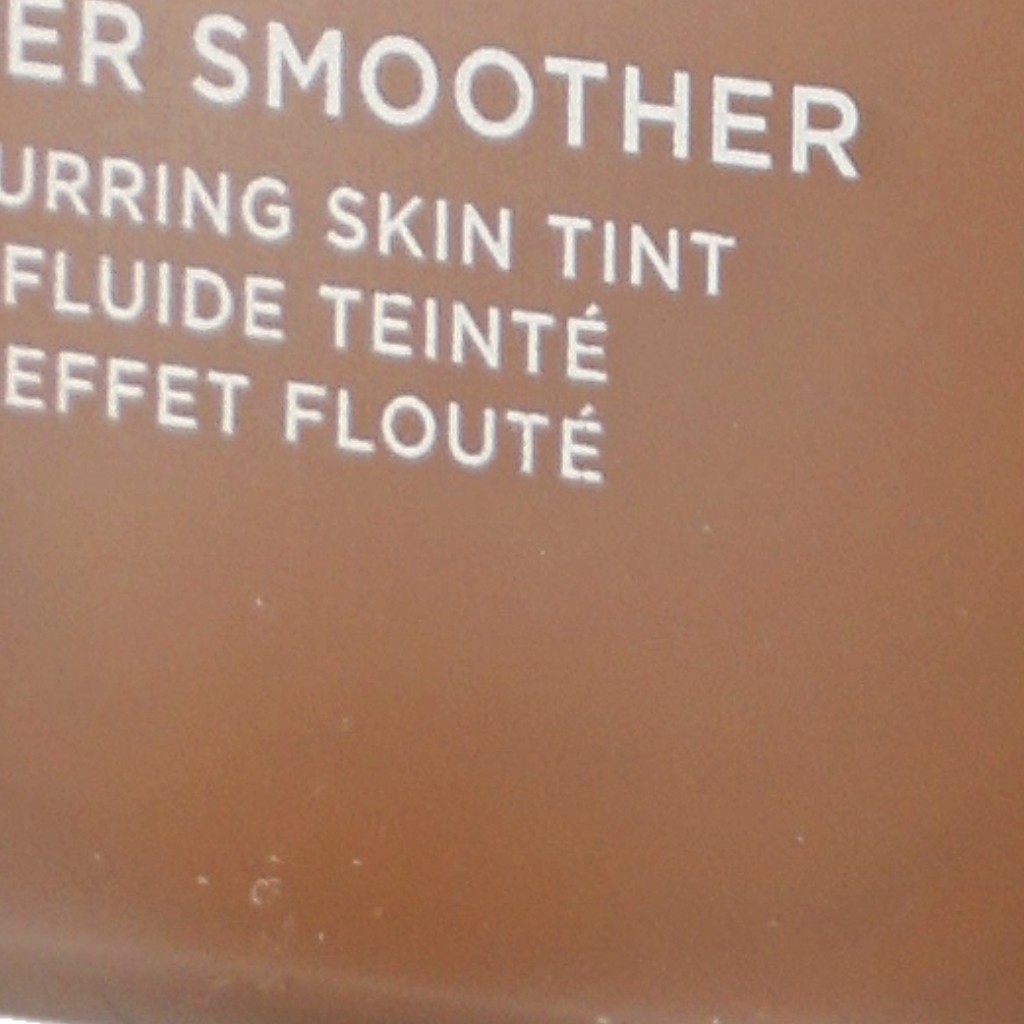 ER SMOOTHER
URRING SKIN TINT
FLUIDE TEINTÉ
EFFET FLOUTÉ